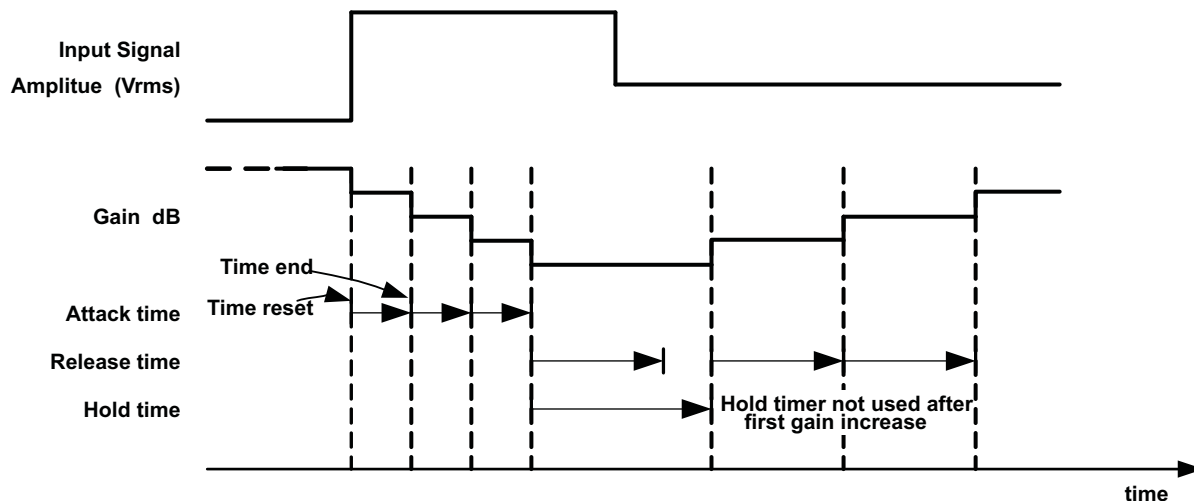 Input Signal
Amplitue (Vrms)
Gain dB
Time end
Time reset
Attack time
Release time
Hold time
Hold timer not used after
first gain increase
time